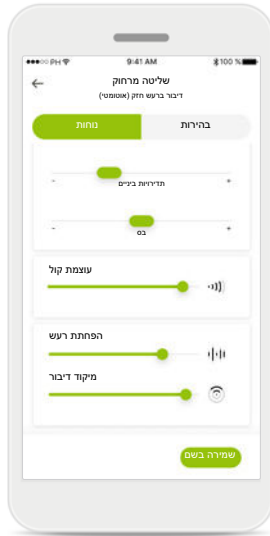 PH 9:41 AM 100 %
שליטה מרחוק
דיבור ברעש חזק (אוטומטי)
בהירות נוחות
- +
תדירויות ביניים
- +
בס
עוצמת קול
הפחתת רעש
מיקוד דיבור
שמירה בשם